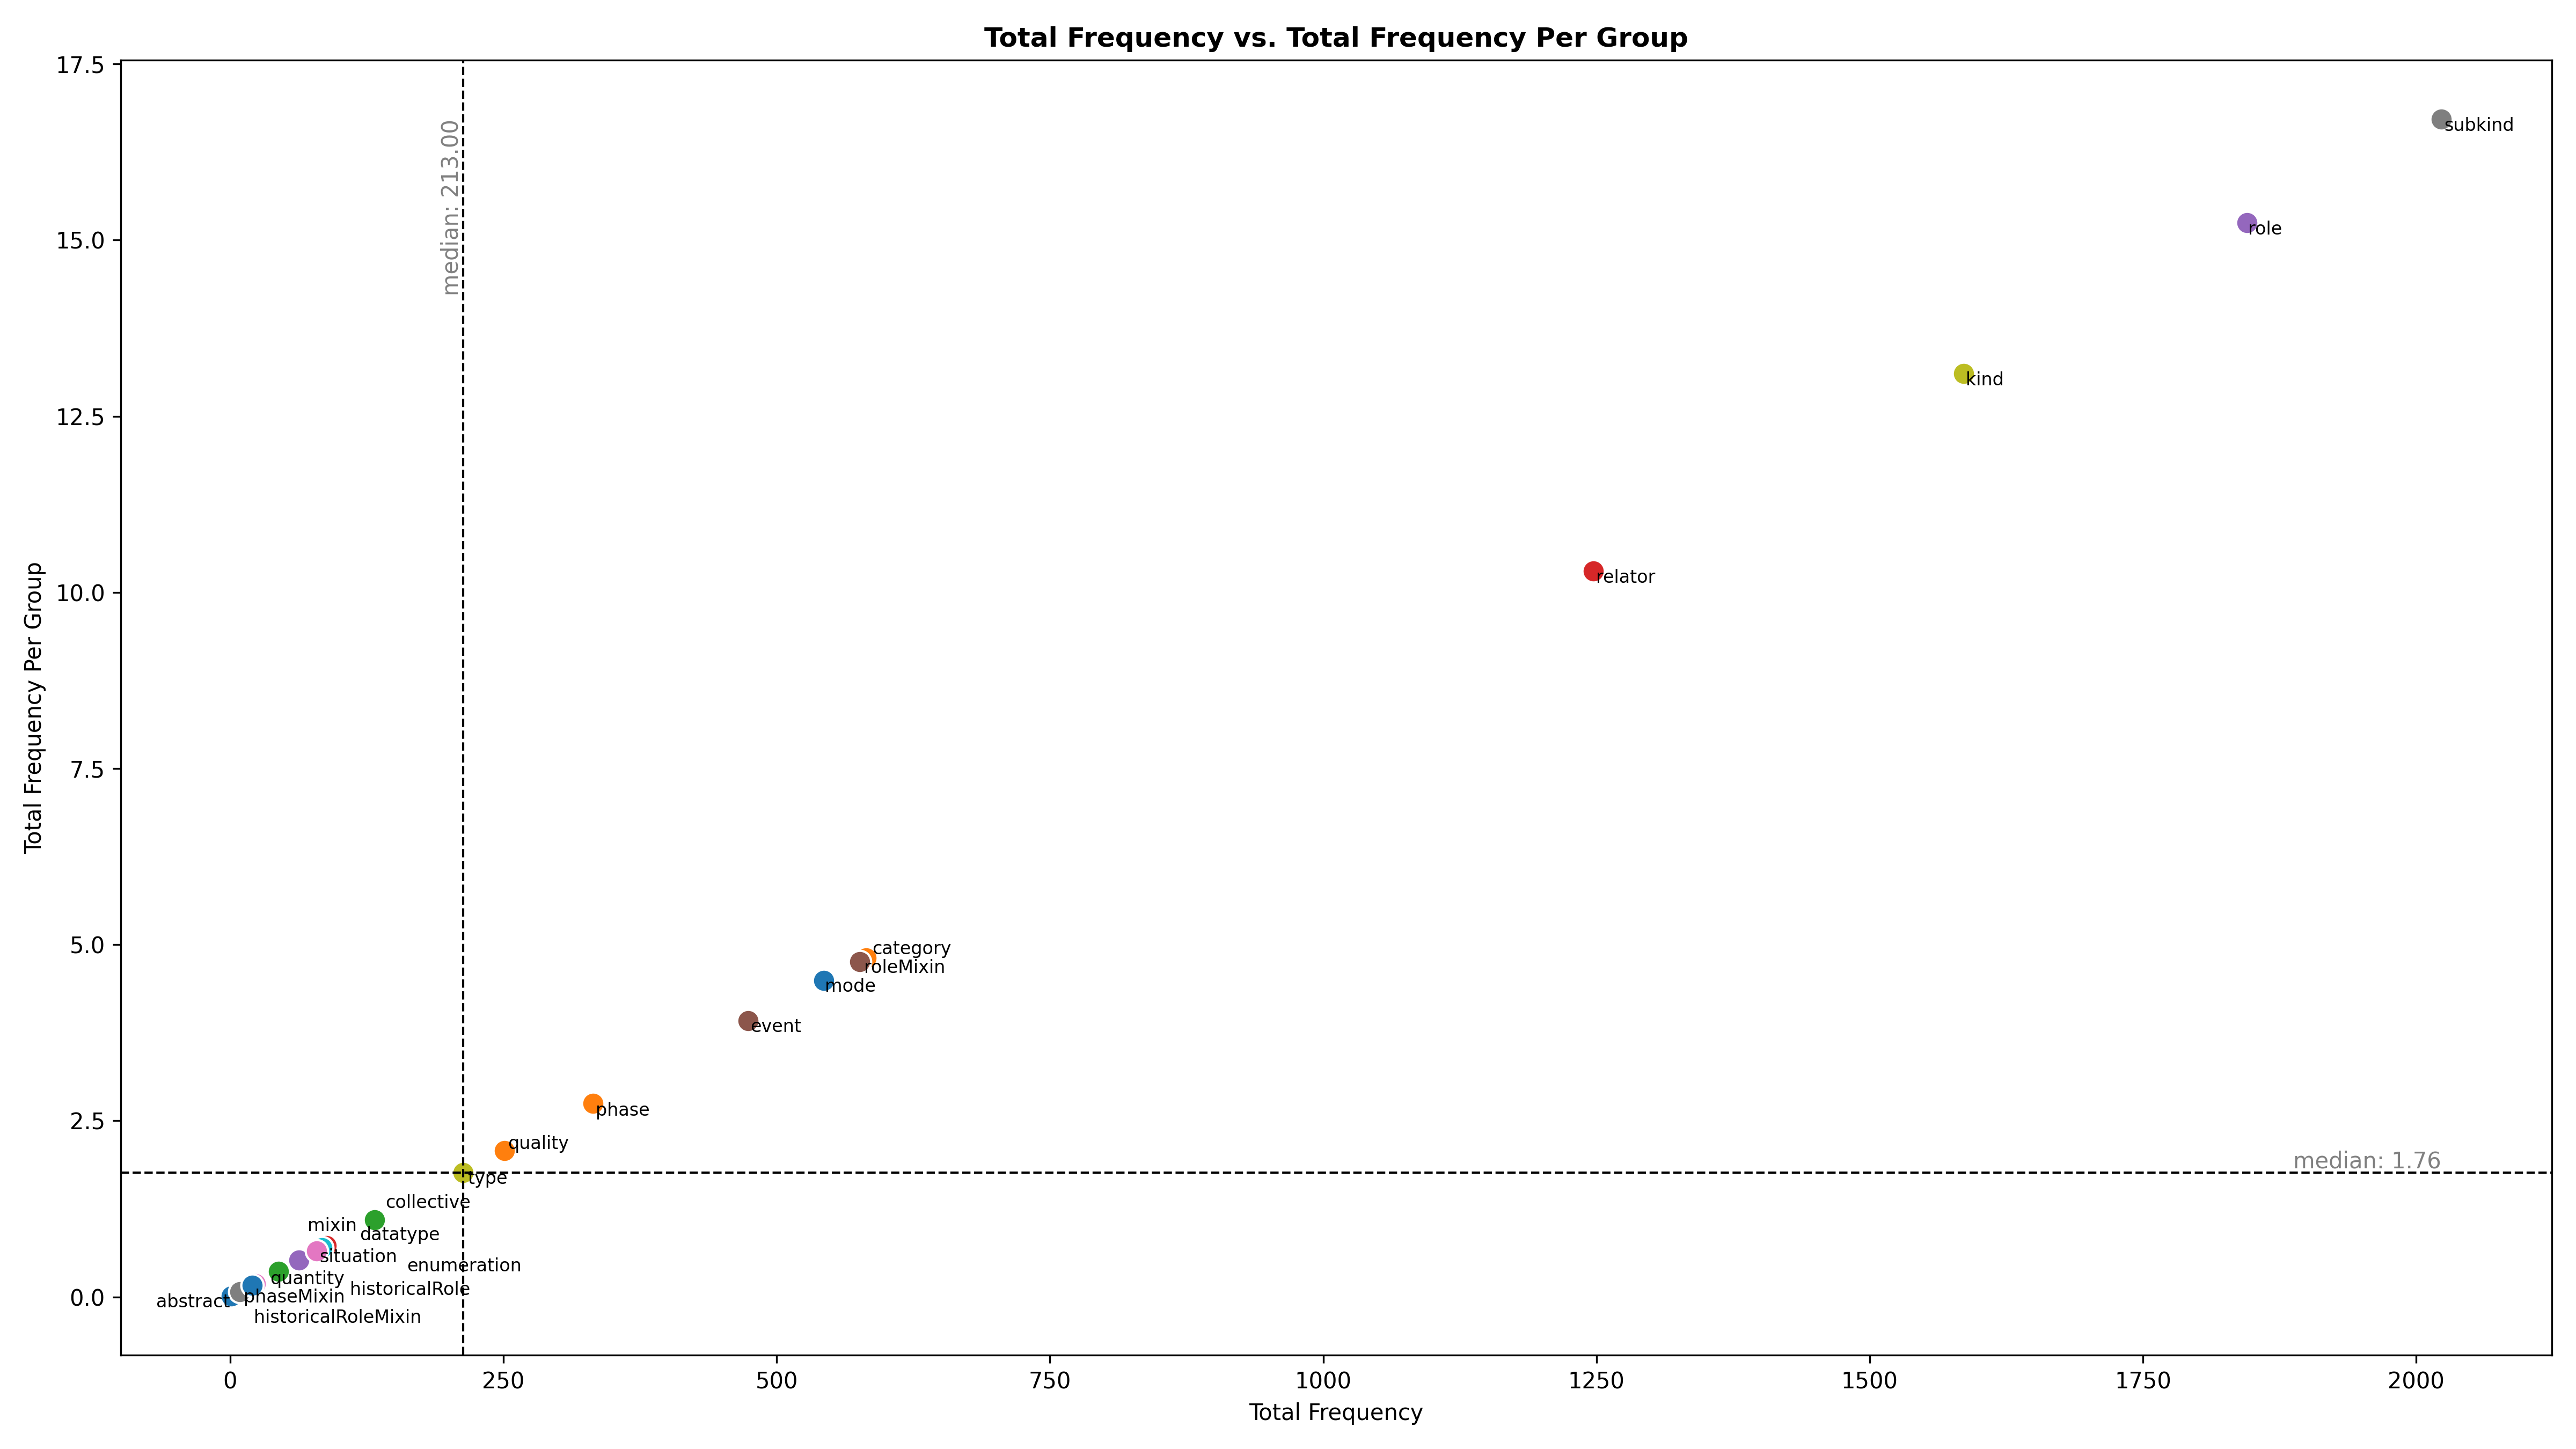 Total Frequency vs. Total Frequency Per Group
17.5
15.0
12.5
10.0
7.5
5.0
2.5
0.0
Total Frequency Per Group
median: 213.00
subkind
role
kind
relator
category
roleMixin
mode
event
phase
quality
median: 1.76
type
collective
mixin
datatype
situation
enumeration
quantity
historicalRole
abstract
phaseMixin
historicalRoleMixin
0
250
500
750
1000
1250
1500
1750
2000
Total Frequency